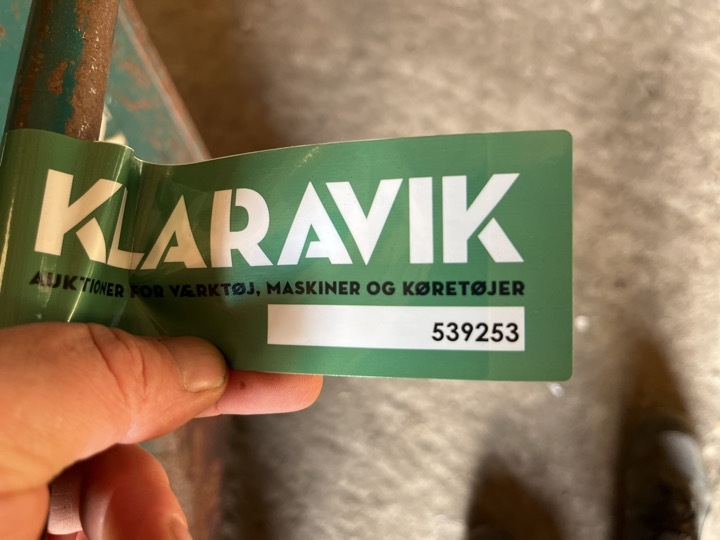 KLARAVIK
AUKTIONER FOR VÆRKTØJ, MASKINER OG KØRETØJER
539253